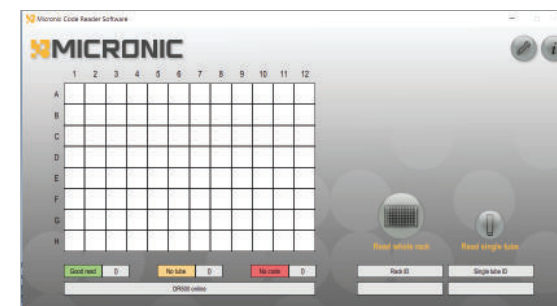 Micronic Code Reader Software
MICRONIC
1 2 3 4 5 6 7 8 9 10 11 12
A
B
C
D
E
F
G
H
Read whole rack Read single tube
Good read 0 No tube 0 No code 0 Rack ID Single tube ID
DR500 online